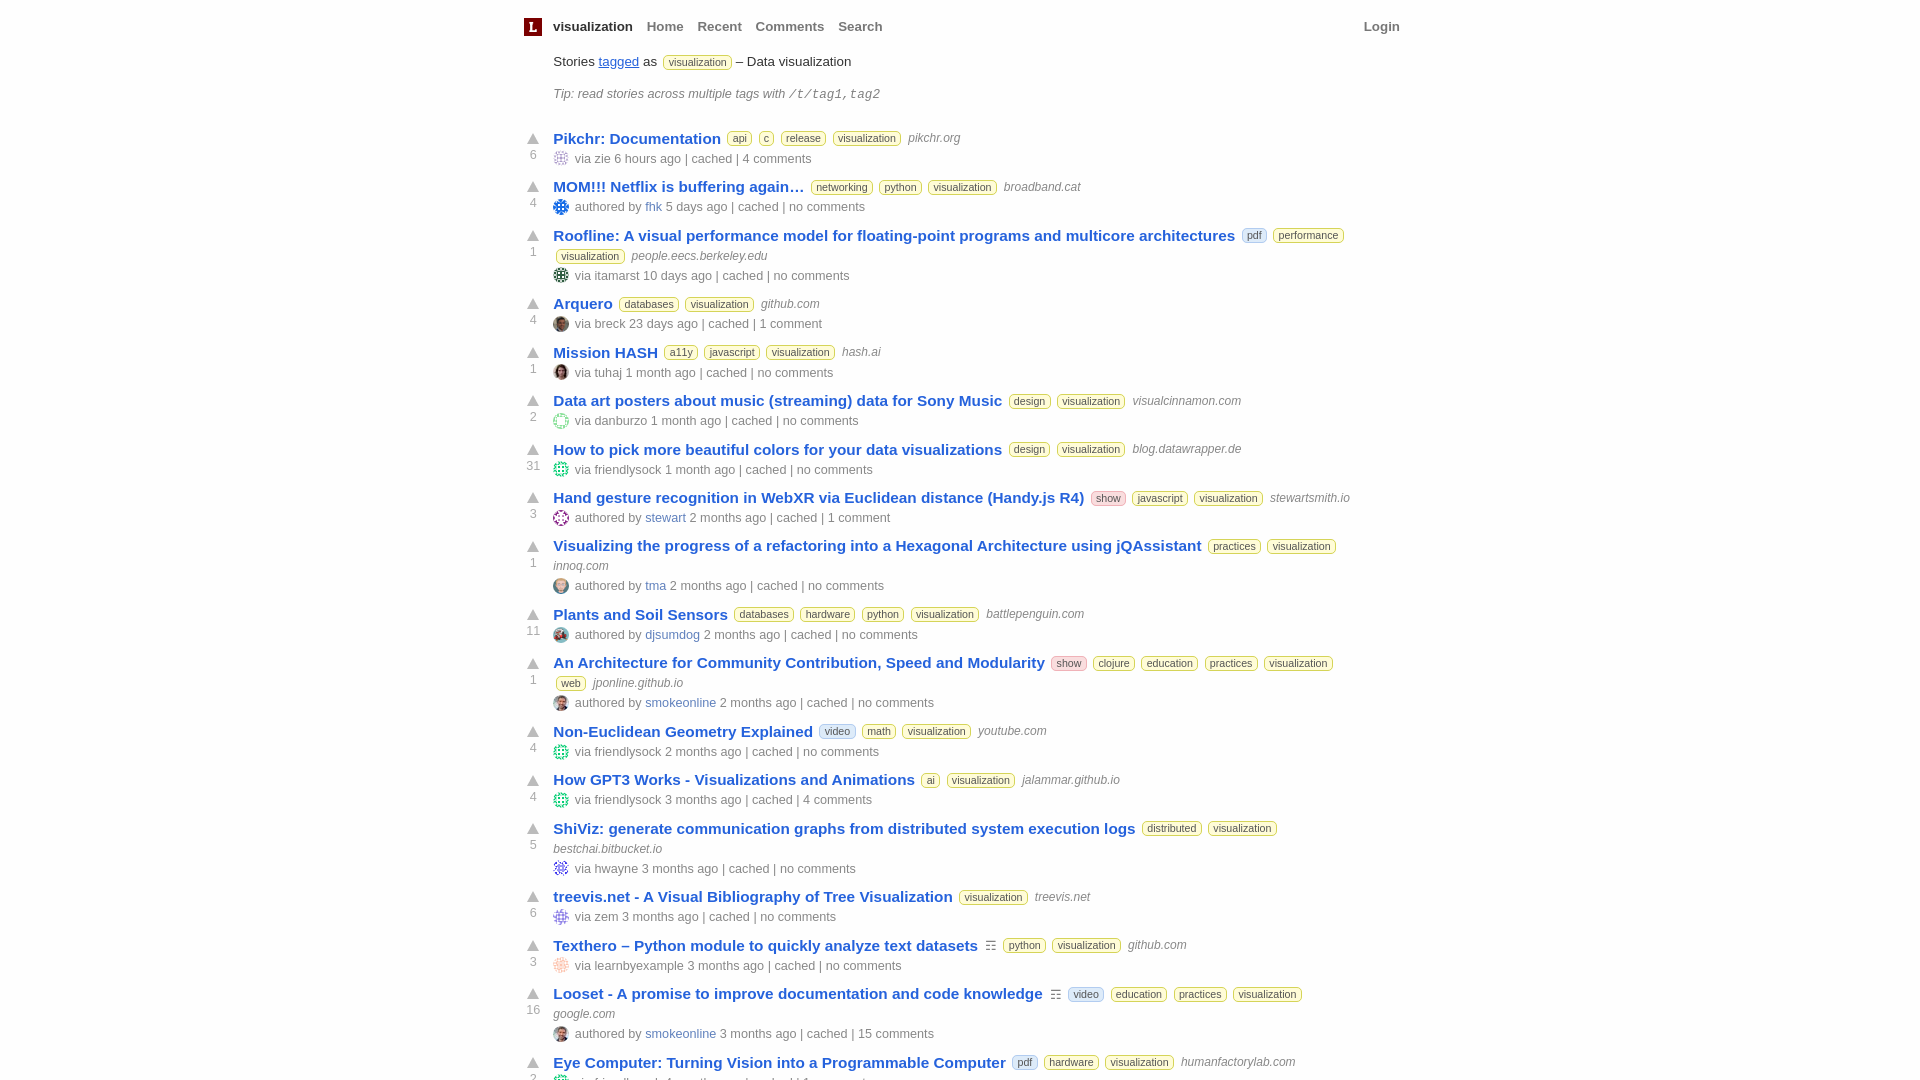 L visualization Home Recent Comments Search Login
Stories tagged as visualization – Data visualization
Tip: read stories across multiple tags with /t/tag1,tag2
Pikchr: Documentation api c release visualization pikchr.org
6 via zie 6 hours ago | cached | 4 comments
MOM!!! Netflix is buffering again… networking python visualization broadband.cat
4 authored by fhk 5 days ago | cached | no comments
Roofline: A visual performance model for floating-point programs and multicore architectures pdf performance
1 visualization people.eecs.berkeley.edu
via itamarst 10 days ago | cached | no comments
Arquero databases visualization github.com
4 via breck 23 days ago | cached | 1 comment
Mission HASH a11y javascript visualization hash.ai
1 via tuhaj 1 month ago | cached | no comments
Data art posters about music (streaming) data for Sony Music design visualization visualcinnamon.com
2 via danburzo 1 month ago | cached | no comments
How to pick more beautiful colors for your data visualizations design visualization blog.datawrapper.de
31 via friendlysock 1 month ago | cached | no comments
Hand gesture recognition in WebXR via Euclidean distance (Handy.js R4) show javascript visualization stewartsmith.io
3 authored by stewart 2 months ago | cached | 1 comment
Visualizing the progress of a refactoring into a Hexagonal Architecture using jQAssistant practices visualization
1 innoq.com
authored by tma 2 months ago | cached | no comments
Plants and Soil Sensors databases hardware python visualization battlepenguin.com
11 authored by djsumdog 2 months ago | cached | no comments
An Architecture for Community Contribution, Speed and Modularity show clojure education practices visualization
1 web jponline.github.io
authored by smokeonline 2 months ago | cached | no comments
Non-Euclidean Geometry Explained video math visualization youtube.com
4 via friendlysock 2 months ago | cached | no comments
How GPT3 Works - Visualizations and Animations ai visualization jalammar.github.io
4 via friendlysock 3 months ago | cached | 4 comments
ShiViz: generate communication graphs from distributed system execution logs distributed visualization
5 bestchai.bitbucket.io
via hwayne 3 months ago | cached | no comments
treevis.net - A Visual Bibliography of Tree Visualization visualization treevis.net
6 via zem 3 months ago | cached | no comments
Texthero – Python module to quickly analyze text datasets ☶ python visualization github.com
3 via learnbyexample 3 months ago | cached | no comments
Looset - A promise to improve documentation and code knowledge ☶ video education practices visualization
16 google.com
authored by smokeonline 3 months ago | cached | 15 comments
Eye Computer: Turning Vision into a Programmable Computer pdf hardware visualization humanfactorylab.com